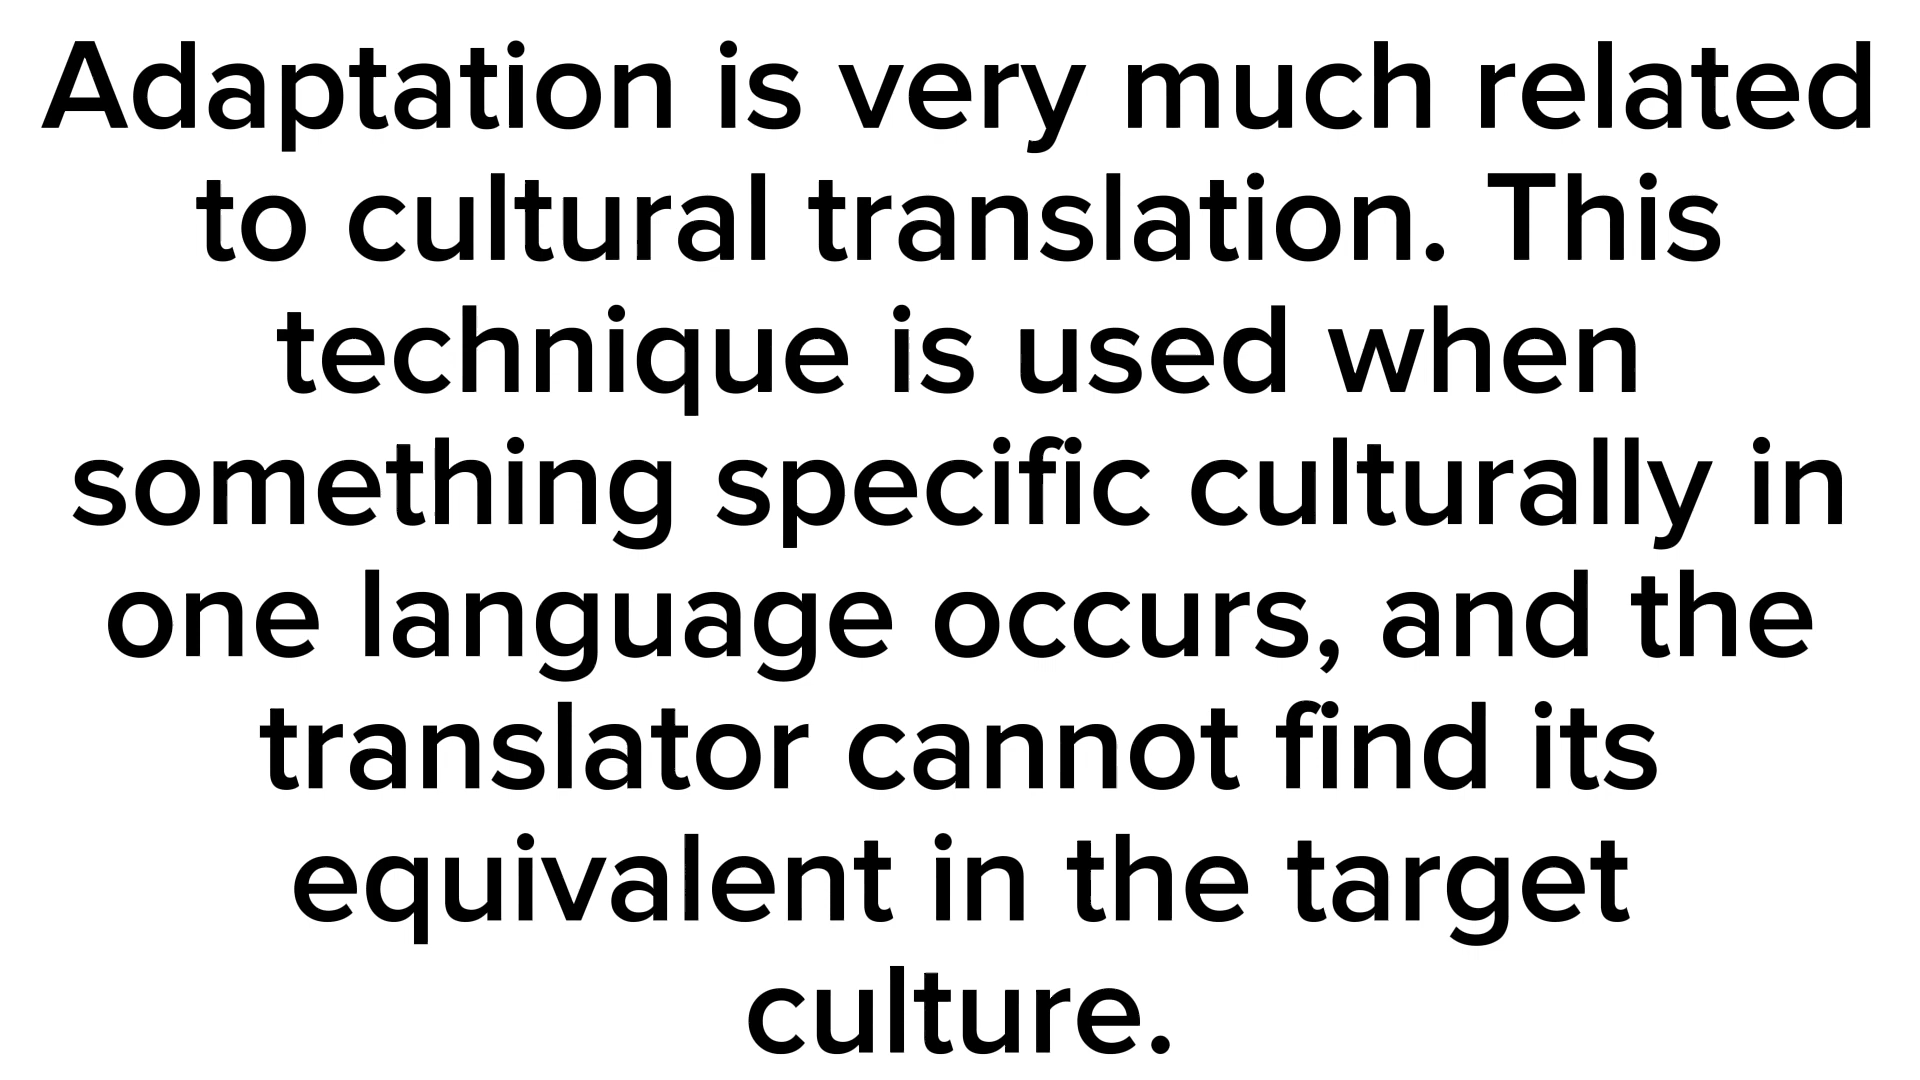 Adaptation is very much related
to cultural translation. This
technique is used when
something specific culturally in
one language occurs, and the
translator cannot find its
equivalent in the target
culture.